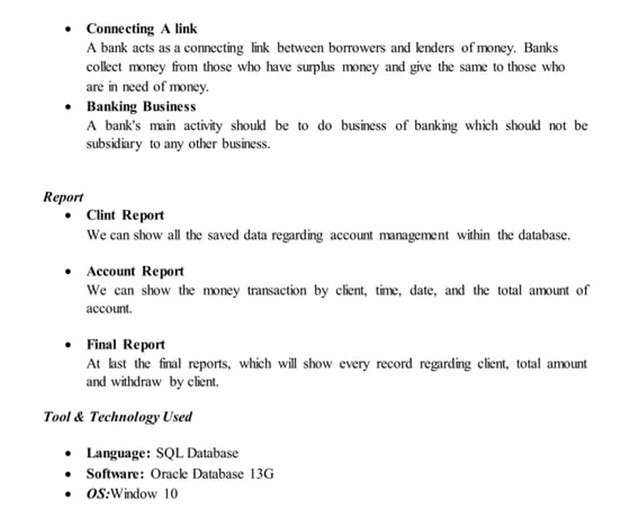 • Connecting A link
A bank acts as a connecting link between borrowers and lenders of money. Banks
collect money from those who have surplus money and give the same to those who
are in need of money.
• Banking Business
A bank's main activity should be to do business of banking which should not be
subsidiary to any other business.
Report
• Clint Report
We can show all the saved data regarding account management within the database.
• Account Report
We can show the money transaction by client, time, date, and the total amount of
account.
• Final Report
At last the final reports, which will show every record regarding client, total amount
and withdraw by client.
Tool & Technology Used
• Language: SQL Database
• Software: Oracle Database 13G
• OS:Window 10